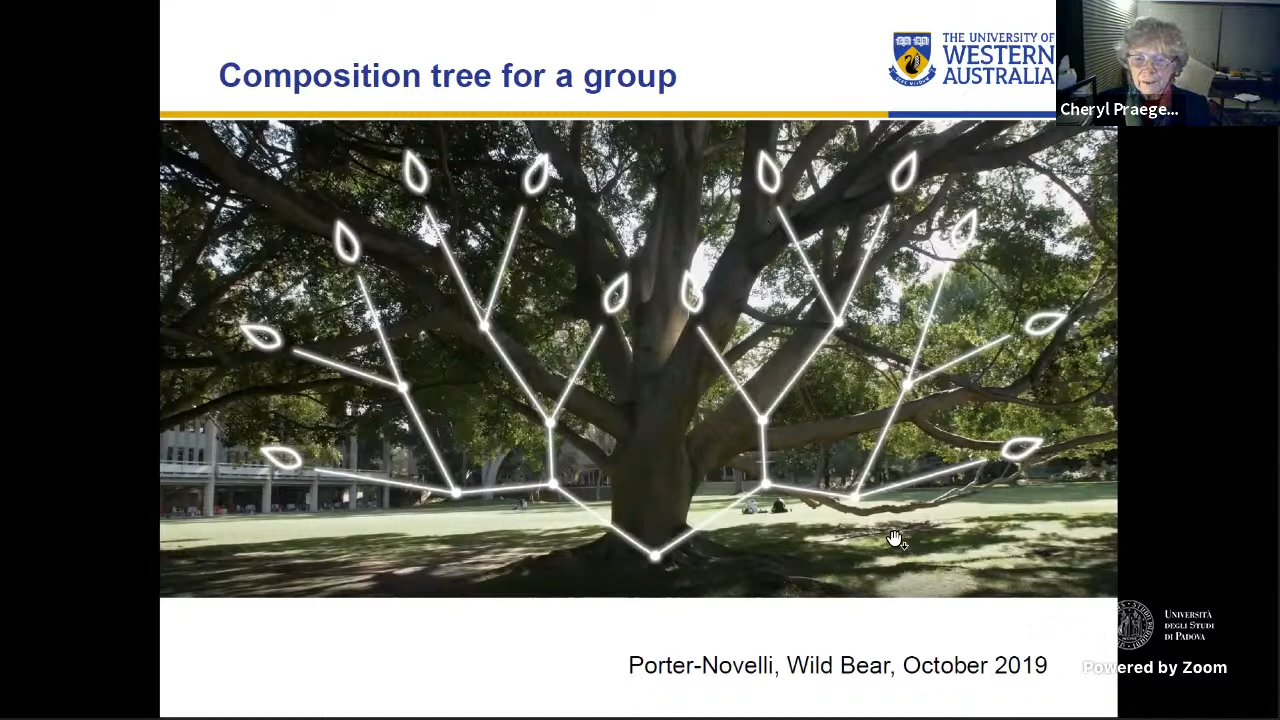 Composition tree for a group
THE UNIVERSITY OF
WESTERN
AUSTRALIA
Cheryl Praege...
Porter-Novelli, Wild Bear, October 2019
UNIVERSITÀ
DEGLI STUDI
DI PADOVA
Powered by Zoom